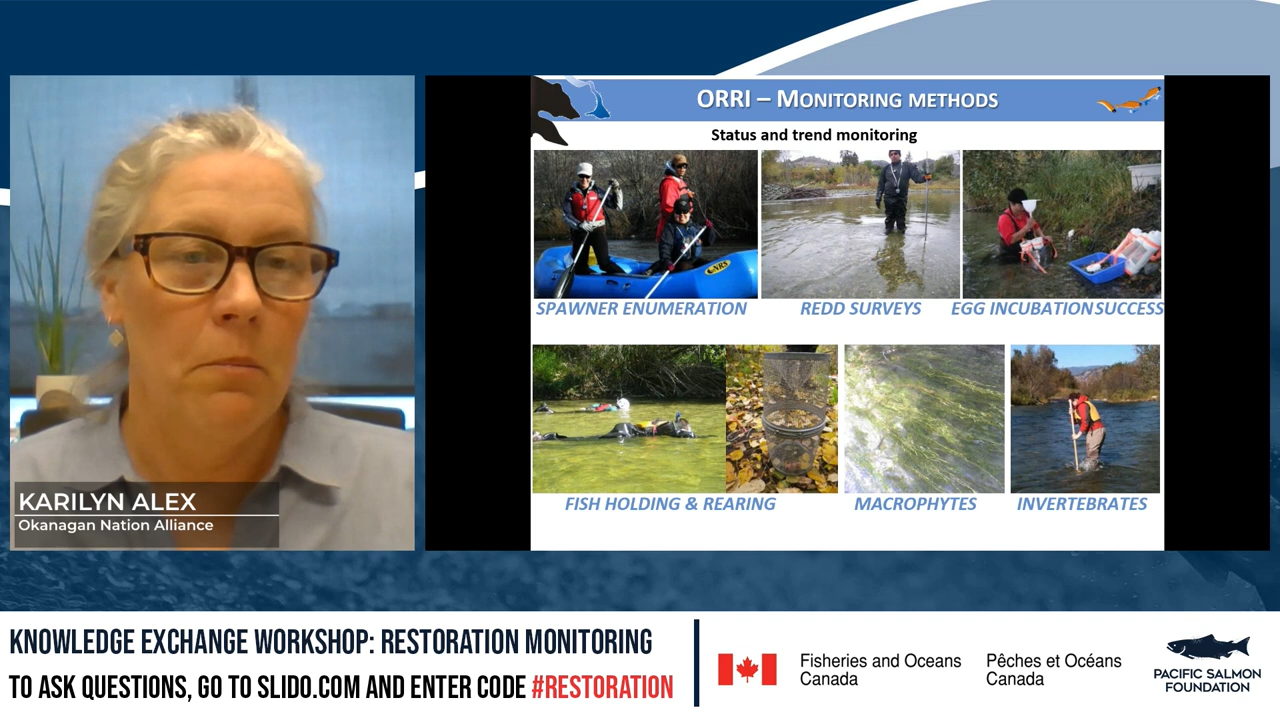 ORRI – MONITORING METHODS
Status and trend monitoring
SPAWNER ENUMERATION
REDD SURVEYS
EGG INCUBATION SUCCESS
FISH HOLDING & REARING
MACROPHYTES
INVERTEBRATES
KARILYN ALEX
Okanagan Nation Alliance
KNOWLEDGE EXCHANGE WORKSHOP: RESTORATION MONITORING
TO ASK QUESTIONS, GO TO SLIDO.COM AND ENTER CODE #RESTORATION
Fisheries and Oceans
Canada
Pêches et Océans
Canada
PACIFIC SALMON
FOUNDATION